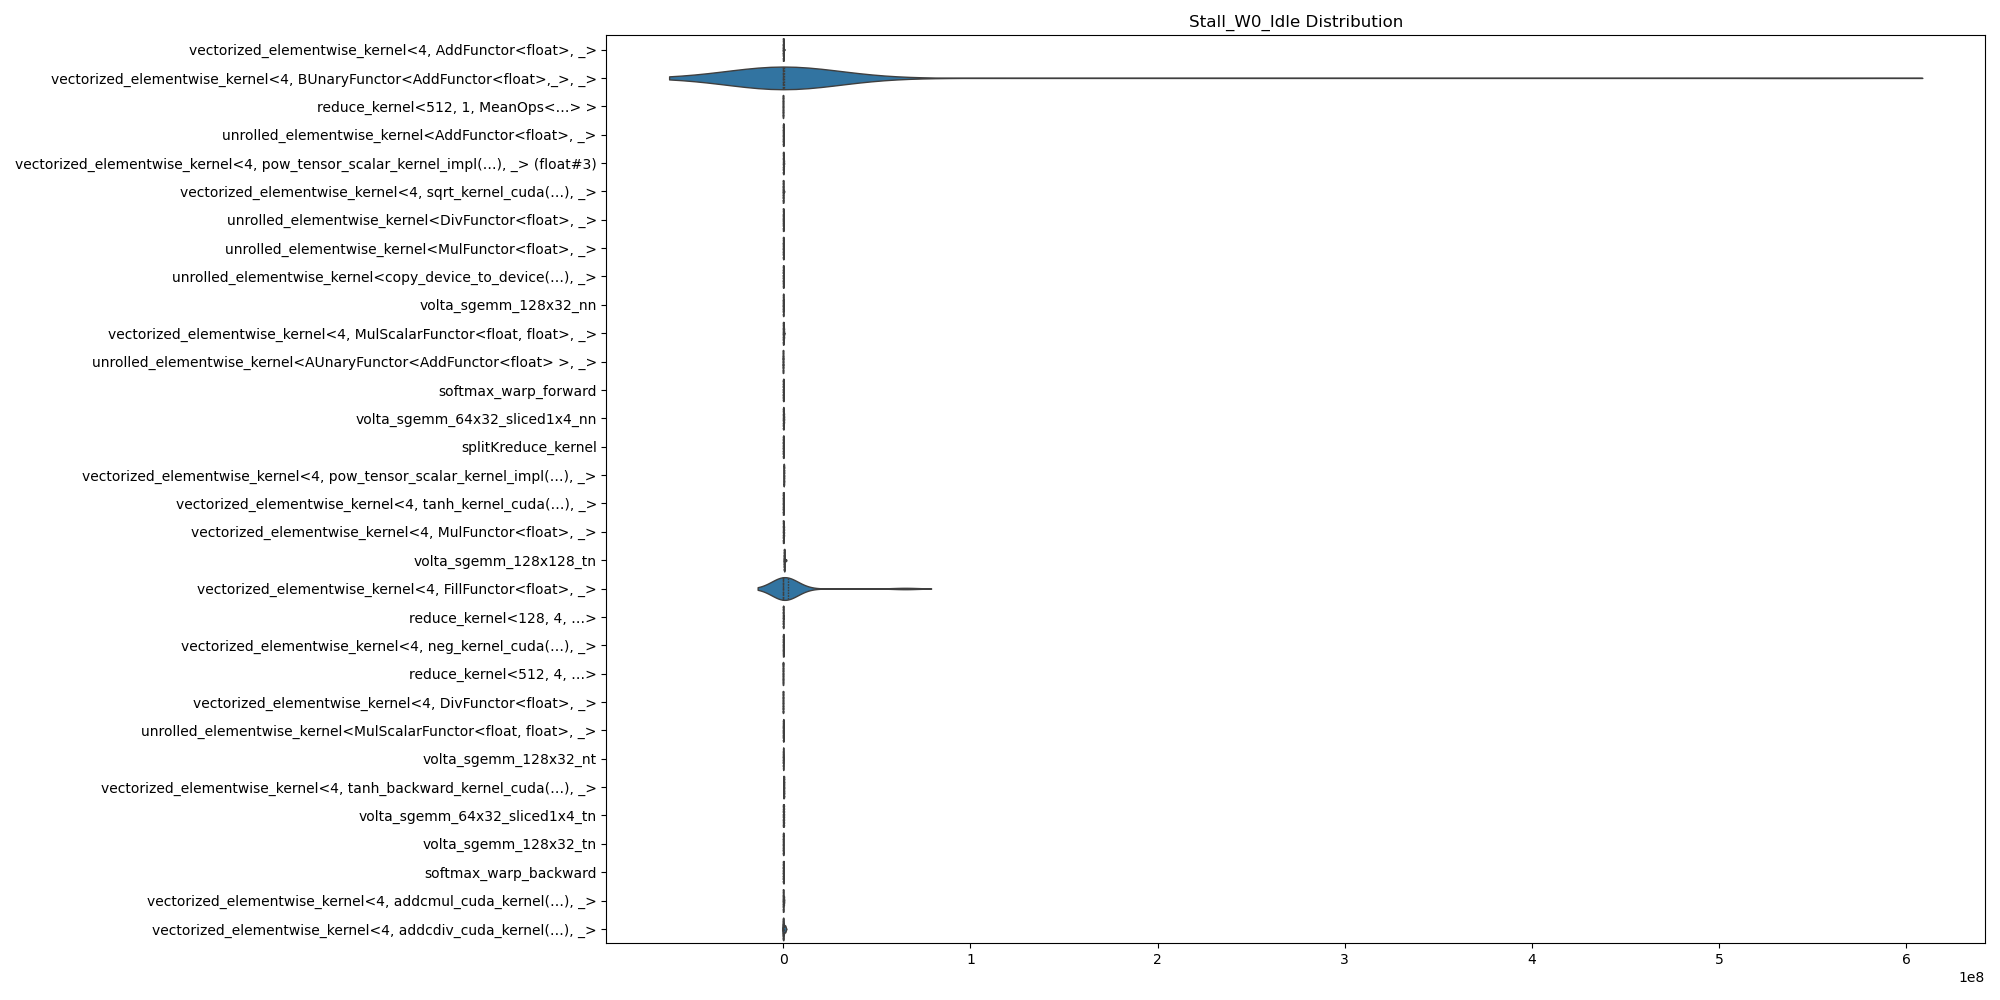 Stall_W0_Idle Distribution
vectorized_elementwise_kernel<4, AddFunctor<float>, _>
vectorized_elementwise_kernel<4, BUnaryFunctor<AddFunctor<float>,_>, _>
reduce_kernel<512, 1, MeanOps<...> >
unrolled_elementwise_kernel<AddFunctor<float>, _>
vectorized_elementwise_kernel<4, pow_tensor_scalar_kernel_impl(...), _> (float#3)
vectorized_elementwise_kernel<4, sqrt_kernel_cuda(...), _>
unrolled_elementwise_kernel<DivFunctor<float>, _>
unrolled_elementwise_kernel<MulFunctor<float>, _>
unrolled_elementwise_kernel<copy_device_to_device(...), _>
volta_sgemm_128x32_nn
vectorized_elementwise_kernel<4, MulScalarFunctor<float, float>, _>
unrolled_elementwise_kernel<AUnaryFunctor<AddFunctor<float> >, _>
softmax_warp_forward
volta_sgemm_64x32_sliced1x4_nn
splitKreduce_kernel
vectorized_elementwise_kernel<4, pow_tensor_scalar_kernel_impl(...), _>
vectorized_elementwise_kernel<4, tanh_kernel_cuda(...), _>
vectorized_elementwise_kernel<4, MulFunctor<float>, _>
volta_sgemm_128x128_tn
vectorized_elementwise_kernel<4, FillFunctor<float>, _>
reduce_kernel<128, 4, ...>
vectorized_elementwise_kernel<4, neg_kernel_cuda(...), _>
reduce_kernel<512, 4, ...>
vectorized_elementwise_kernel<4, DivFunctor<float>, _>
unrolled_elementwise_kernel<MulScalarFunctor<float, float>, _>
volta_sgemm_128x32_nt
vectorized_elementwise_kernel<4, tanh_backward_kernel_cuda(...), _>
volta_sgemm_64x32_sliced1x4_tn
volta_sgemm_128x32_tn
softmax_warp_backward
vectorized_elementwise_kernel<4, addcmul_cuda_kernel(...), _>
vectorized_elementwise_kernel<4, addcdiv_cuda_kernel(...), _>
0 1 2 3 4 5 6
1e8